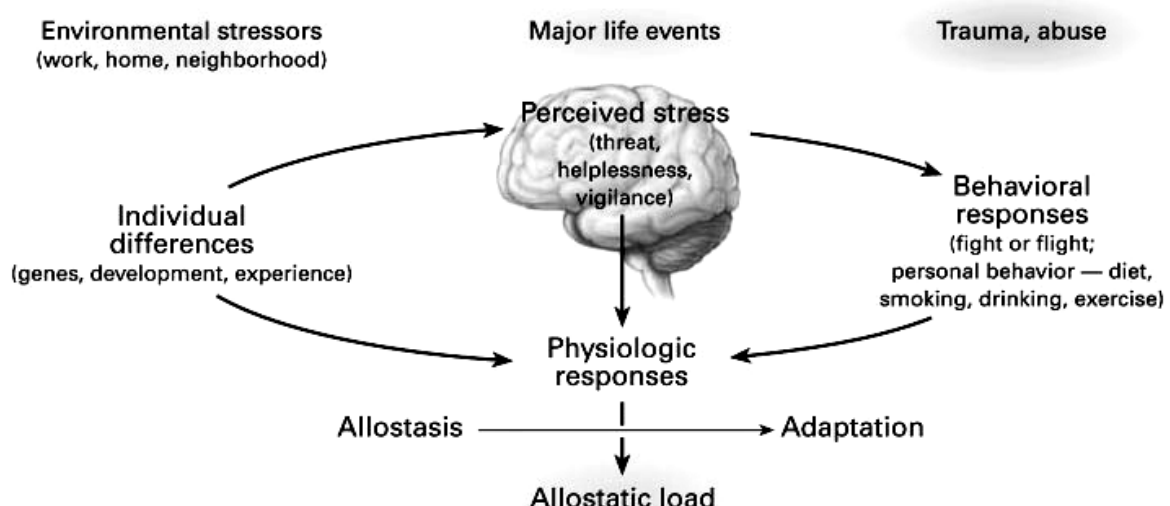 Environmental stressors
(work, home, neighborhood)
Major life events
Trauma, abuse
Perceived stress
(threat,
helplessness,
vigilance)
Individual
differences
(genes, development, experience)
Behavioral
responses
(fight or flight;
personal behavior — diet,
smoking, drinking, exercise)
Physiologic
responses
Allostasis
Adaptation
Allostatic load